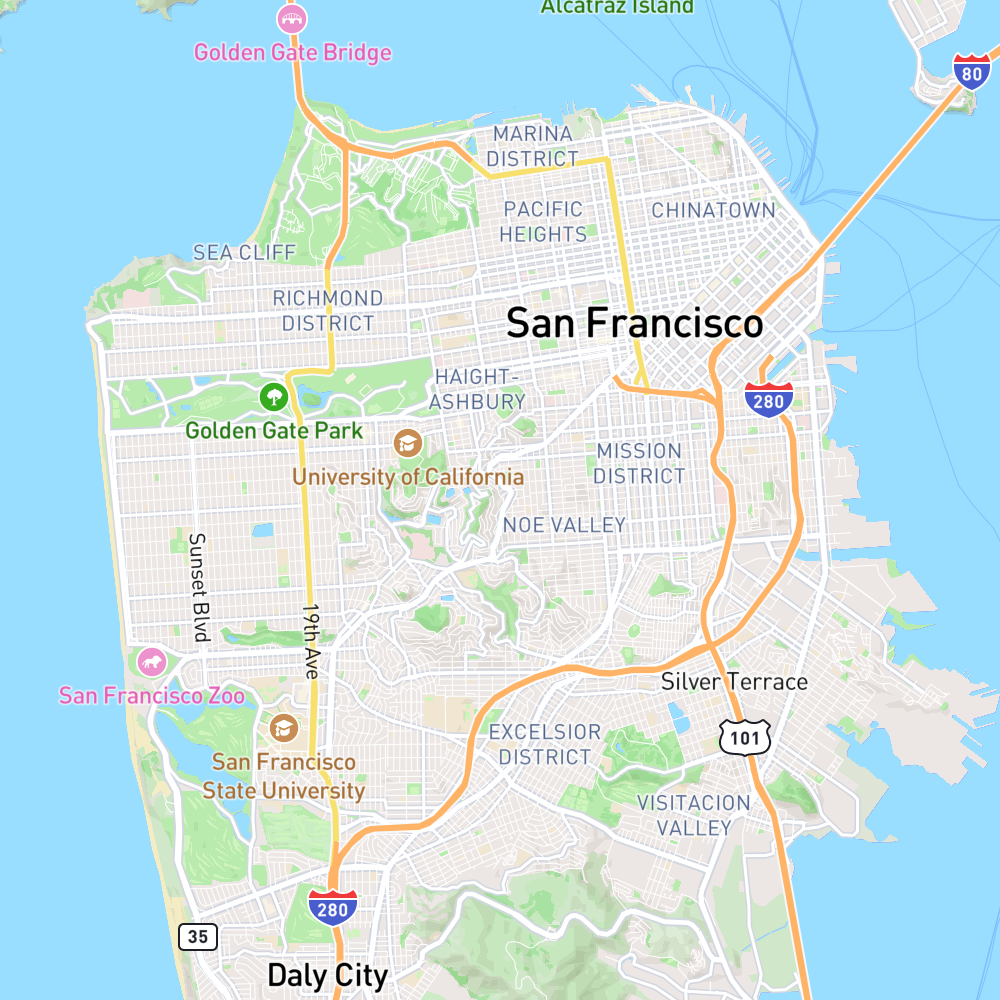 Alcatraz Island
Golden Gate Bridge
80
MARINA
DISTRICT
PACIFIC
HEIGHTS
CHINATOWN
SEA CLIFF
RICHMOND
DISTRICT
San Francisco
HAIGHT-
ASHBURY
280
Golden Gate Park
University of California
MISSION
DISTRICT
NOE VALLEY
Sunset Blvd
19th Ave
San Francisco Zoo
Silver Terrace
San Francisco
State University
EXCELSIOR
DISTRICT
101
VISITACION
VALLEY
280
35
Daly City